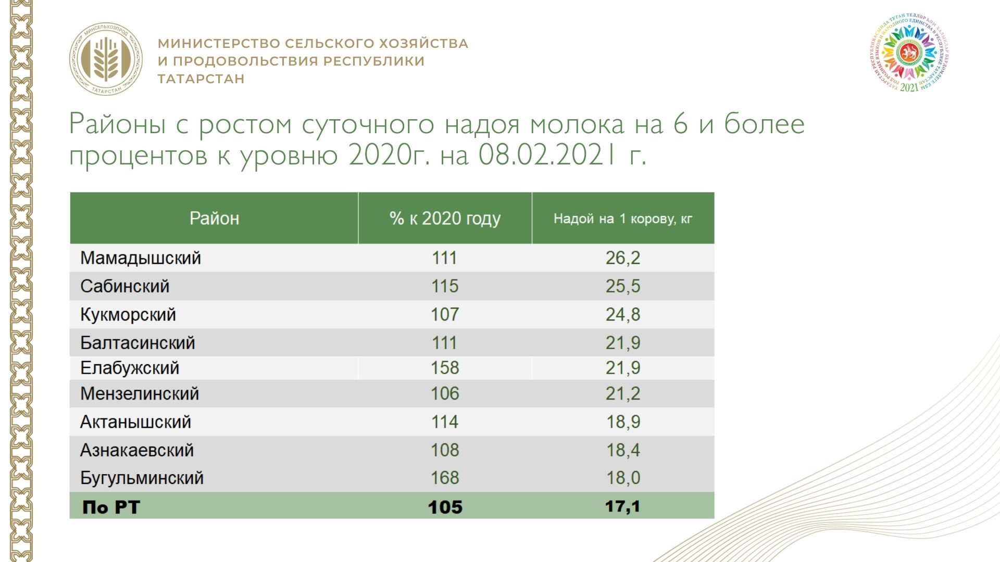 МИНСЕЛЬХОЗПРОД
ТАТАРСТАН
МИНИСТЕРСТВО СЕЛЬСКОГО ХОЗЯЙСТВА
И ПРОДОВОЛЬСТВИЯ РЕСПУБЛИКИ
ТАТАРСТАН
ТАТАРСТАН РЕСПУБЛИКАСЫНДА ТУГАН ТЕЛЛӘР ҺӘМ ХАЛЫКЛАР БЕРДӘМЛЕГЕ ЕЛЫ
ГОД РОДНЫХ ЯЗЫКОВ И НАРОДНОГО ЕДИНСТВА В РЕСПУБЛИКЕ ТАТАРСТАН
2021
Районы с ростом суточного надоя молока на 6 и более
процентов к уровню 2020г. на 08.02.2021 г.
Район % к 2020 году Надой на 1 корову, кг
Мамадышский 111 26,2
Сабинский 115 25,5
Кукморский 107 24,8
Балтасинский 111 21,9
Елабужский 158 21,9
Мензелинский 106 21,2
Актанышский 114 18,9
Азнакаевский 108 18,4
Бугульминский 168 18,0
По РТ 105 17,1